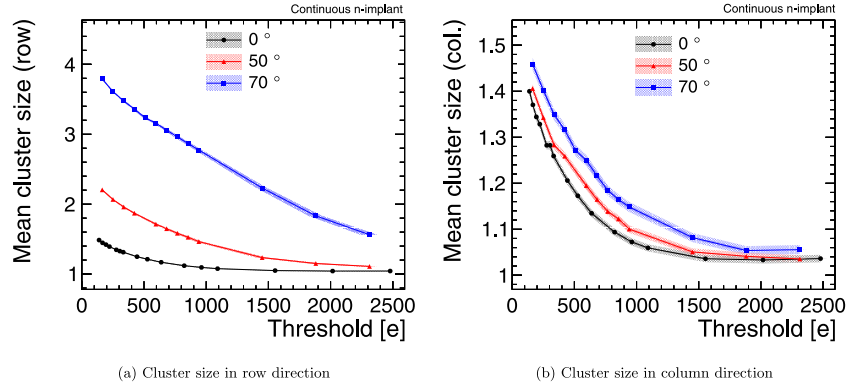 Continuous n-implant
Mean cluster size (row)
0 °
50 °
70 °
4
3
2
1
0 500 1000 1500 2000 2500
Threshold [e]
(a) Cluster size in row direction
Continuous n-implant
Mean cluster size (col.)
0 °
50 °
70 °
1.5
1.4
1.3
1.2
1.1
1
0 500 1000 1500 2000 2500
Threshold [e]
(b) Cluster size in column direction